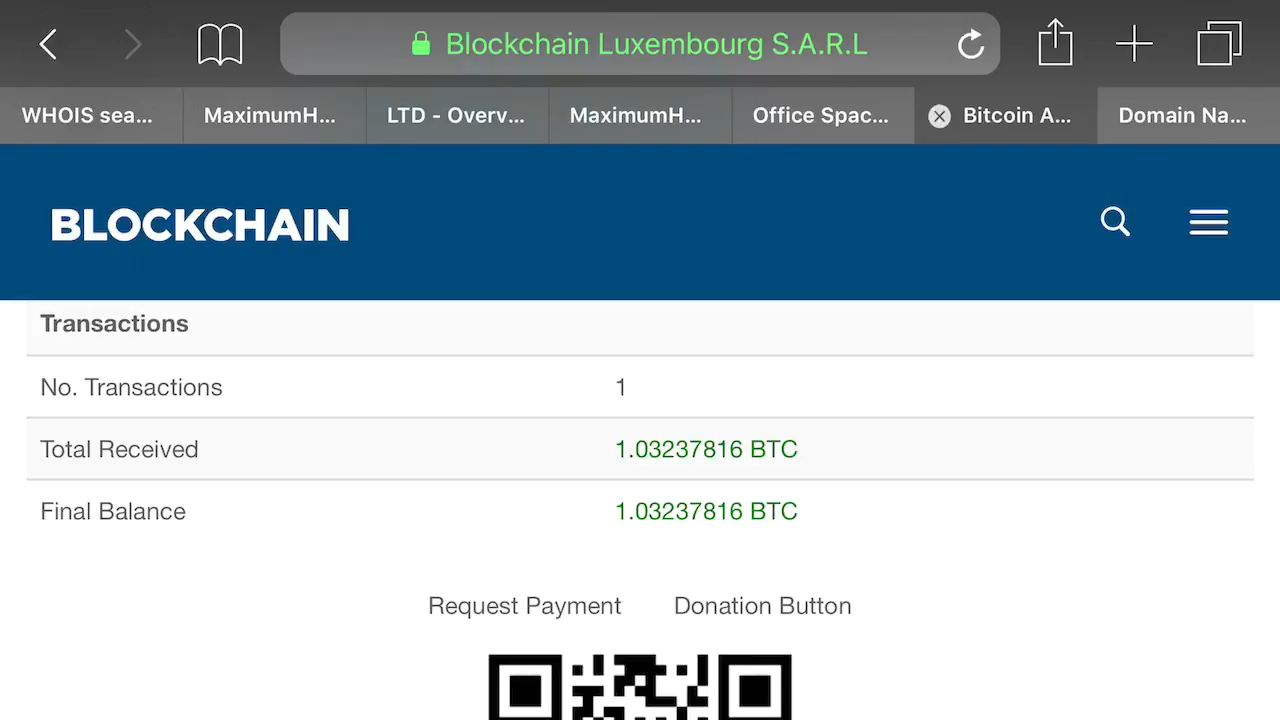 Blockchain Luxembourg S.A.R.L
WHOIS sea... MaximumH... LTD - Overv... MaximumH... Office Spac... Bitcoin A... Domain Na...
BLOCKCHAIN
Transactions
No. Transactions 1
Total Received 1.03237816 BTC
Final Balance 1.03237816 BTC
Request Payment Donation Button